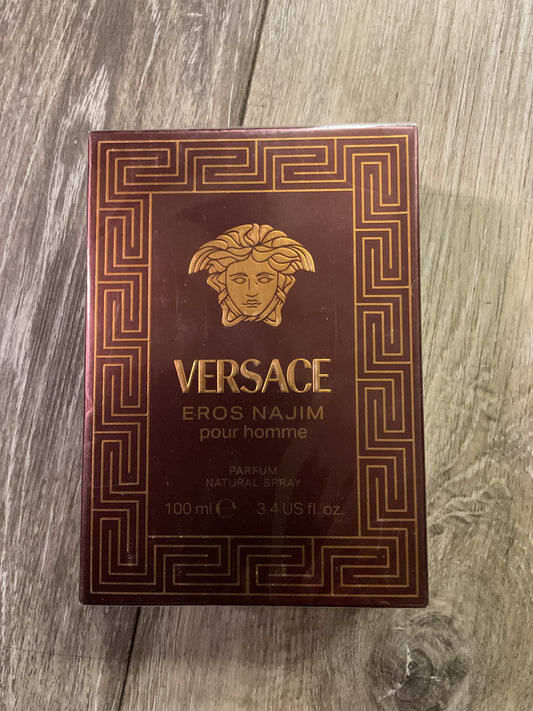 VERSACE
EROS NAJIM
pour homme
PARFUM
NATURAL SPRAY
100 ml ℮ 3.4 US fl. oz.